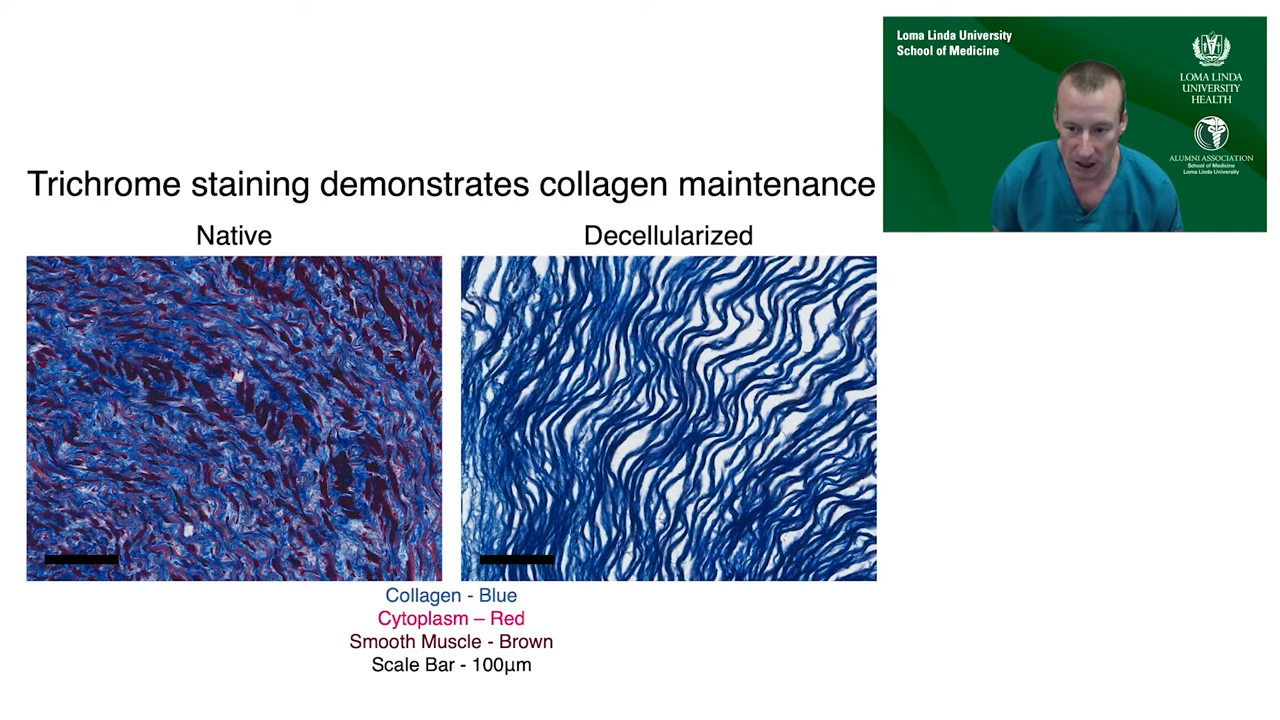 Loma Linda University
School of Medicine
LOMA LINDA
UNIVERSITY
HEALTH
ALUMNI ASSOCIATION
School of Medicine
Loma Linda University
Trichrome staining demonstrates collagen maintenance
Native
Decellularized
Collagen - Blue
Cytoplasm – Red
Smooth Muscle - Brown
Scale Bar - 100µm